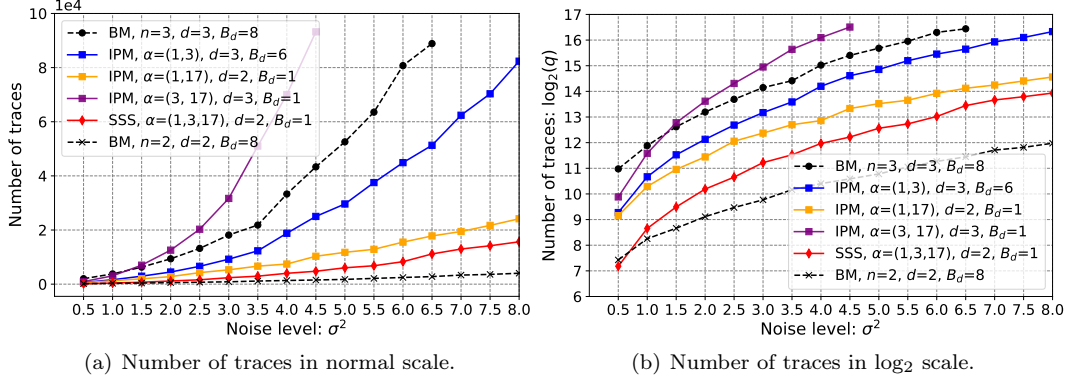 1e4
10
8
6
4
2
0
Number of traces
BM, n=3, d=3, B_d=8
IPM, α=(1,3), d=3, B_d=6
IPM, α=(1,17), d=2, B_d=1
IPM, α=(3, 17), d=3, B_d=1
SSS, α=(1,3,17), d=2, B_d=1
BM, n=2, d=2, B_d=8
0.5 1.0 1.5 2.0 2.5 3.0 3.5 4.0 4.5 5.0 5.5 6.0 6.5 7.0 7.5 8.0
Noise level: σ²
(a) Number of traces in normal scale.
17
16
15
14
13
12
11
10
9
8
7
6
Number of traces: log₂(q)
BM, n=3, d=3, B_d=8
IPM, α=(1,3), d=3, B_d=6
IPM, α=(1,17), d=2, B_d=1
IPM, α=(3, 17), d=3, B_d=1
SSS, α=(1,3,17), d=2, B_d=1
BM, n=2, d=2, B_d=8
0.5 1.0 1.5 2.0 2.5 3.0 3.5 4.0 4.5 5.0 5.5 6.0 6.5 7.0 7.5 8.0
Noise level: σ²
(b) Number of traces in log₂ scale.